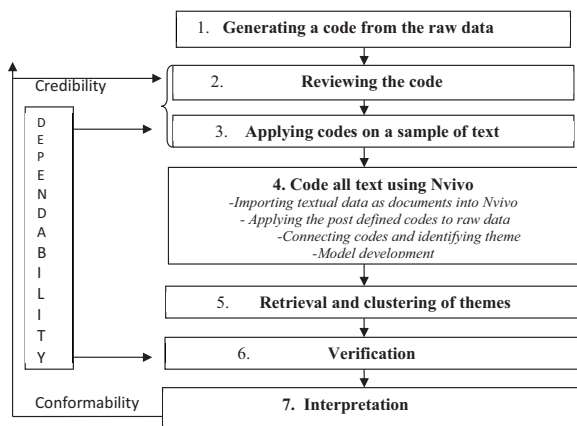 1. Generating a code from the raw data
Credibility
2. Reviewing the code
3. Applying codes on a sample of text
DEPENDABILITY
4. Code all text using Nvivo
-Importing textual data as documents into Nvivo
- Applying the post defined codes to raw data
-Connecting codes and identifying theme
-Model development
5. Retrieval and clustering of themes
6. Verification
Conformability
7. Interpretation